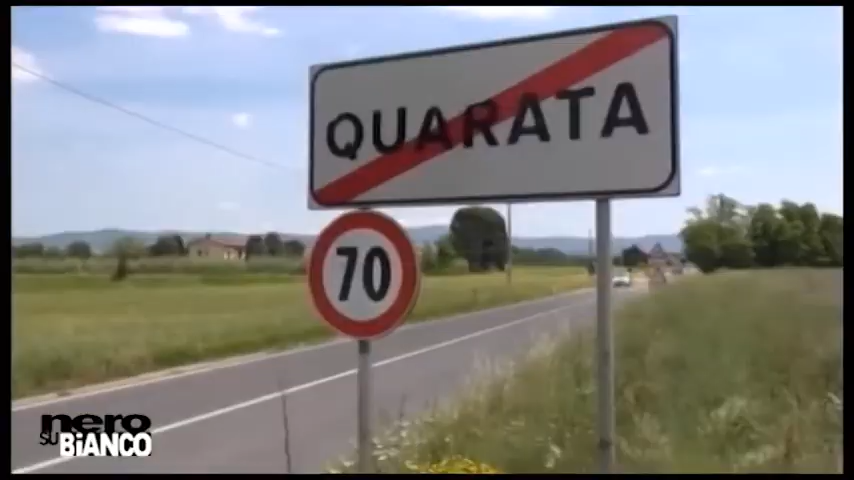 QUARATA
70
nero
su
BiANCO